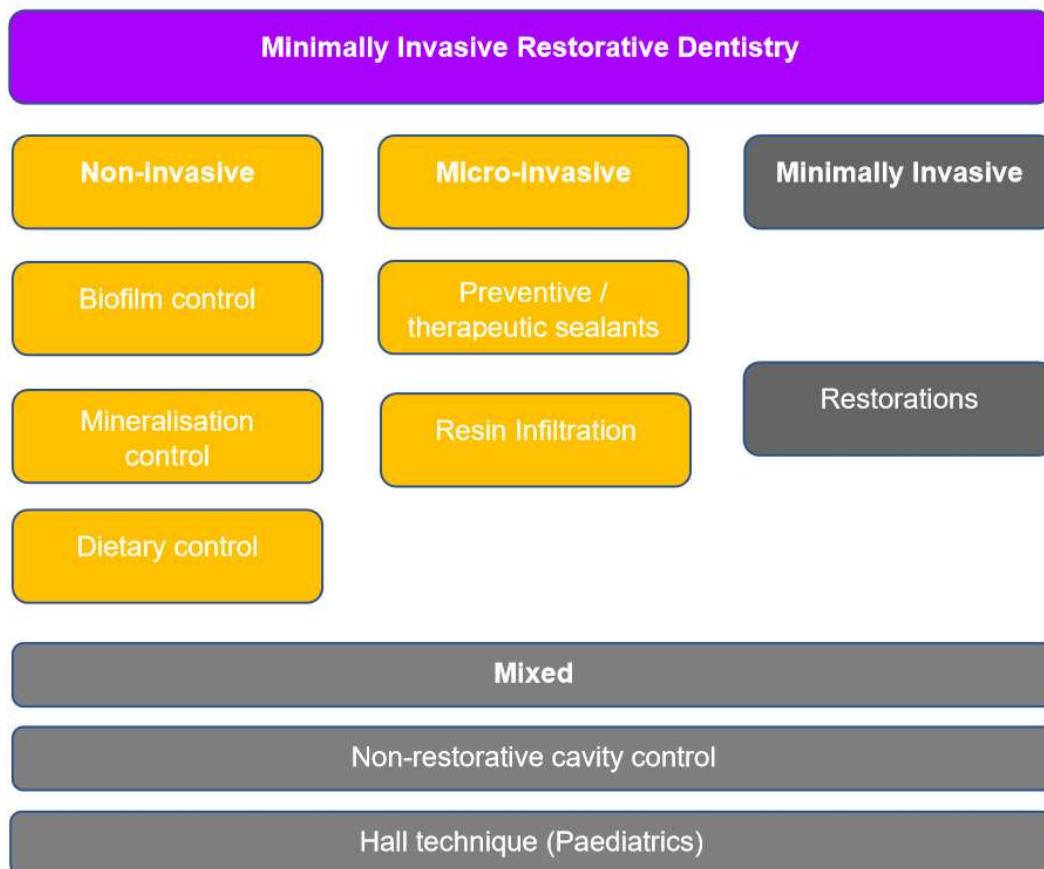 Minimally Invasive Restorative Dentistry
Non-invasive
Micro-invasive
Minimally Invasive
Biofilm control
Preventive /
therapeutic sealants
Restorations
Mineralisation
control
Resin Infiltration
Dietary control
Mixed
Non-restorative cavity control
Hall technique (Paediatrics)